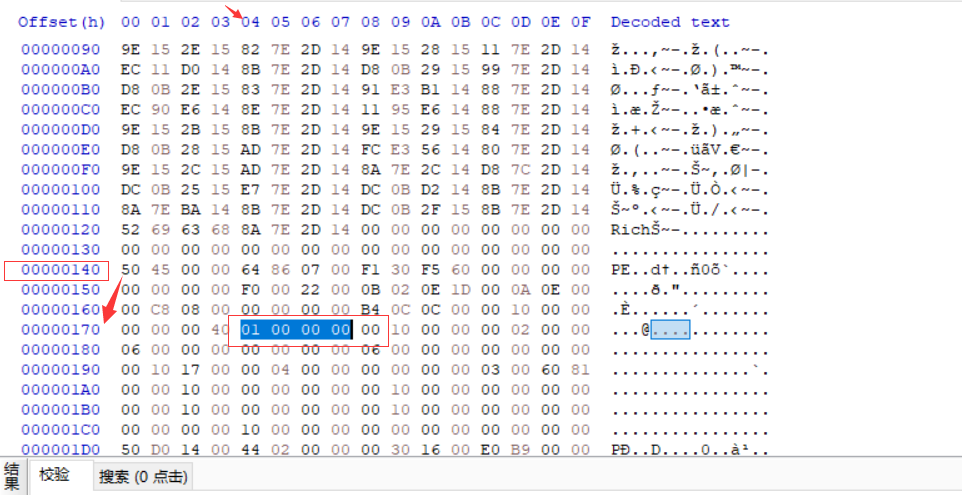 Offset(h) 00 01 02 03 04 05 06 07 08 09 0A 0B 0C 0D 0E 0F Decoded text
00000090 9E 15 2E 15 82 7E 2D 14 9E 15 28 15 11 7E 2D 14 ž...‚~-.ž.(..~-.
000000A0 EC 11 D0 14 8B 7E 2D 14 D8 0B 29 15 99 7E 2D 14 ì.Ð.‹~-.Ø.).™~-.
000000B0 D8 0B 2E 15 83 7E 2D 14 91 E3 B1 14 88 7E 2D 14 Ø...ƒ~-.‘ã±.ˆ~-.
000000C0 EC 90 E6 14 8E 7E 2D 14 11 95 E6 14 88 7E 2D 14 ì.æ.Ž~-..•æ.ˆ~-.
000000D0 9E 15 2B 15 8B 7E 2D 14 9E 15 29 15 84 7E 2D 14 ž.+.‹~-.ž.).„~-.
000000E0 D8 0B 28 15 AD 7E 2D 14 FC E3 56 14 80 7E 2D 14 Ø.(..~-.üãV.€~-.
000000F0 9E 15 2C 15 AD 7E 2D 14 8A 7E 2C 14 D8 7C 2D 14 ž.,..~-.Š~,.Ø|-.
00000100 DC 0B 25 15 E7 7E 2D 14 DC 0B D2 14 8B 7E 2D 14 Ü.%.ç~-.Ü.Ò.‹~-.
00000110 8A 7E BA 14 8B 7E 2D 14 DC 0B 2F 15 8B 7E 2D 14 Š~º.‹~-.Ü./.‹~-.
00000120 52 69 63 68 8A 7E 2D 14 00 00 00 00 00 00 00 00 RichŠ~-.........
00000130 00 00 00 00 00 00 00 00 00 00 00 00 00 00 00 00 ................
00000140 50 45 00 00 64 86 07 00 F1 30 F5 60 00 00 00 00 PE..d†..ñ0õ`....
00000150 00 00 00 00 F0 00 22 00 0B 02 0E 1D 00 0A 0E 00 ....ð.".........
00000160 00 C8 08 00 00 00 00 00 B4 0C 0C 00 00 10 00 00 .È......´.......
00000170 00 00 00 40 01 00 00 00 00 10 00 00 00 02 00 00 ...@............
00000180 06 00 00 00 00 00 00 00 06 00 00 00 00 00 00 00 ................
00000190 00 10 17 00 00 04 00 00 00 00 00 00 03 00 60 81 ..............`.
000001A0 00 00 10 00 00 00 00 00 00 10 00 00 00 00 00 00 ................
000001B0 00 00 10 00 00 00 00 00 00 10 00 00 00 00 00 00 ................
000001C0 00 00 00 00 10 00 00 00 00 00 00 00 00 00 00 00 ................
000001D0 50 D0 14 00 44 02 00 00 00 30 16 00 E0 B9 00 00 PÐ..D....0..à¹..
结果 校验 搜索 (0 点击)